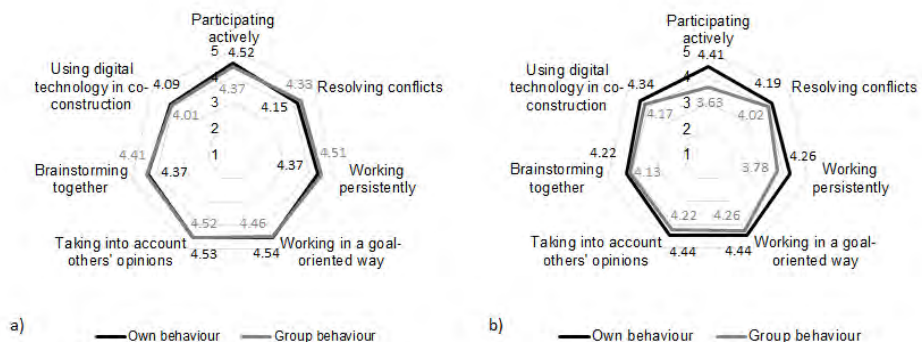 Participating
actively
5 4.52
Using digital
technology in co-
construction
4.09
4
4.37
4.33
Resolving conflicts
3
4.15
4.01
2
4.41
1
4.37
4.51
Brainstorming
together
4.37
Working
persistently
4.52 4.46
Taking into account
others' opinions
4.53
4.54
Working in a goal-
oriented way
a)
Own behaviour Group behaviour
Participating
actively
5 4.41
Using digital
technology in co-
construction
4.34
4
4.19
Resolving conflicts
3
3.63
4.17
4.02
2
4.22
1
3.78
4.26
Brainstorming
together
4.13
Working
persistently
4.22 4.26
Taking into account
others' opinions
4.44
4.44
Working in a goal-
oriented way
b)
Own behaviour Group behaviour